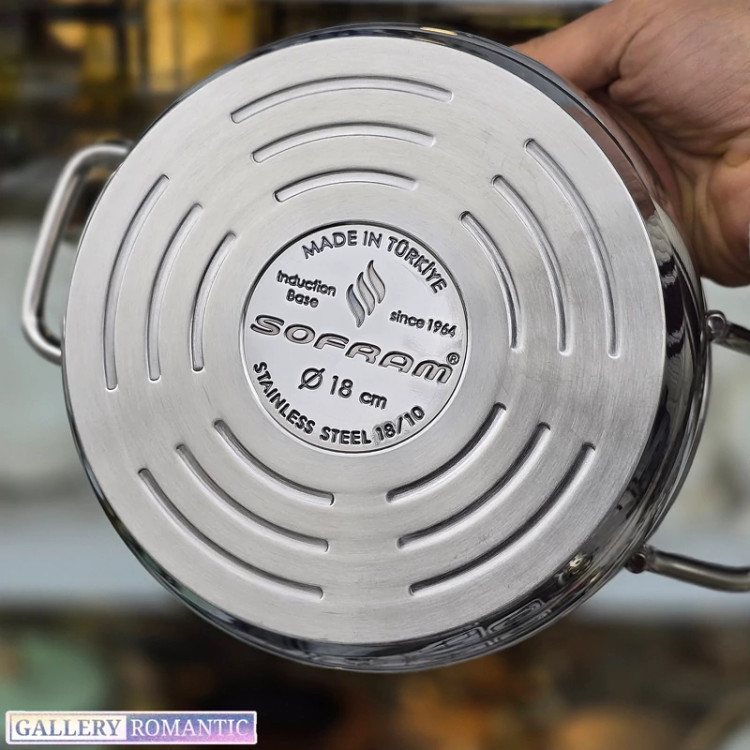 MADE IN TÜRKİYE
Induction
Base
since 1964
SOFRAM®
Ø 18 cm
STAINLESS STEEL 18/10
GALLERY ROMANTIC